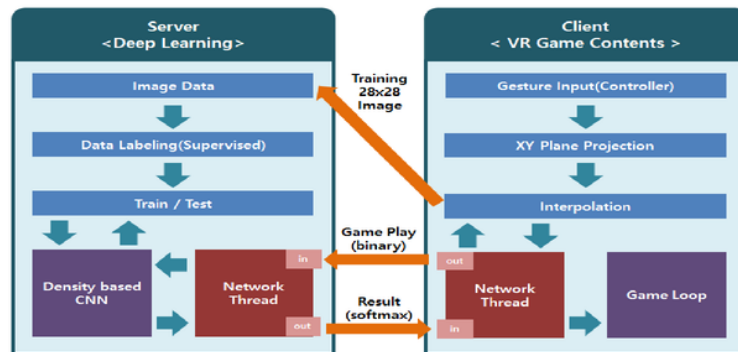 Server
<Deep Learning>
Image Data
Data Labeling(Supervised)
Train / Test
Density based
CNN
in
Network
Thread
out
Training
28x28
Image
Game Play
(binary)
Result
(softmax)
Client
< VR Game Contents >
Gesture Input(Controller)
XY Plane Projection
Interpolation
out
Network
Thread
in
Game Loop